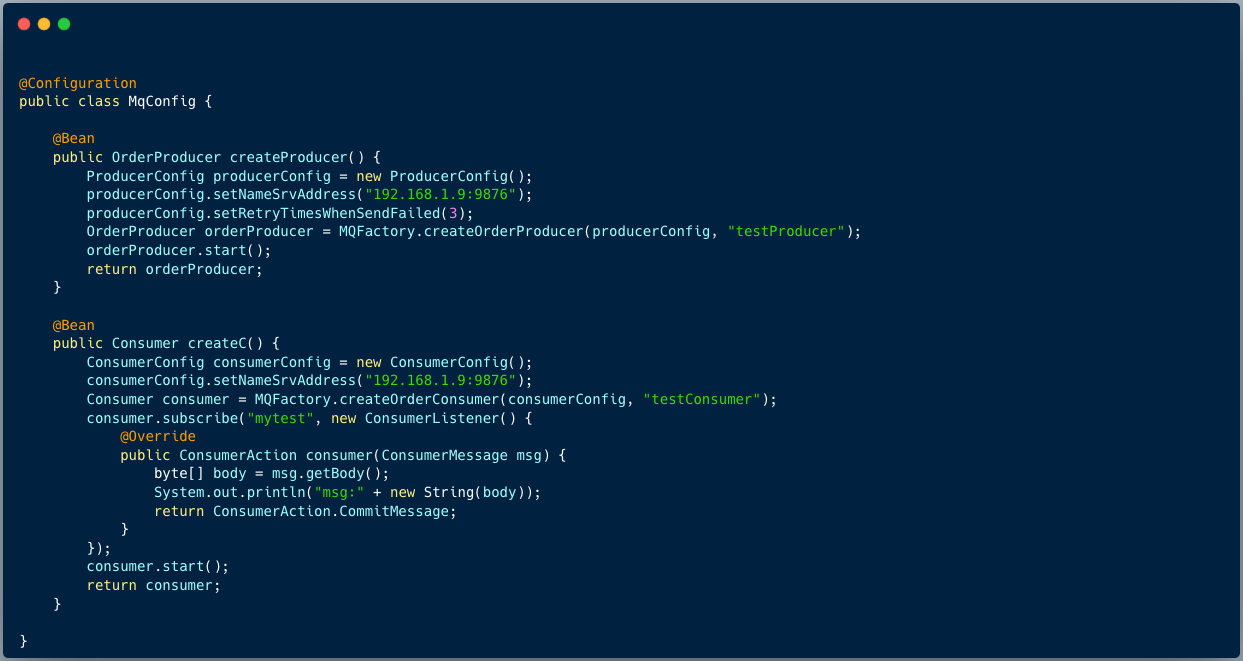 @Configuration
public class MqConfig {
    @Bean
    public OrderProducer createProducer() {
        ProducerConfig producerConfig = new ProducerConfig();
        producerConfig.setNameSrvAddress("192.168.1.9:9876");
        producerConfig.setRetryTimesWhenSendFailed(3);
        OrderProducer orderProducer = MQFactory.createOrderProducer(producerConfig, "testProducer");
        orderProducer.start();
        return orderProducer;
    }
    @Bean
    public Consumer createC() {
        ConsumerConfig consumerConfig = new ConsumerConfig();
        consumerConfig.setNameSrvAddress("192.168.1.9:9876");
        Consumer consumer = MQFactory.createOrderConsumer(consumerConfig, "testConsumer");
        consumer.subscribe("mytest", new ConsumerListener() {
            @Override
            public ConsumerAction consumer(ConsumerMessage msg) {
                byte[] body = msg.getBody();
                System.out.println("msg:" + new String(body));
                return ConsumerAction.CommitMessage;
            }
        });
        consumer.start();
        return consumer;
    }
}